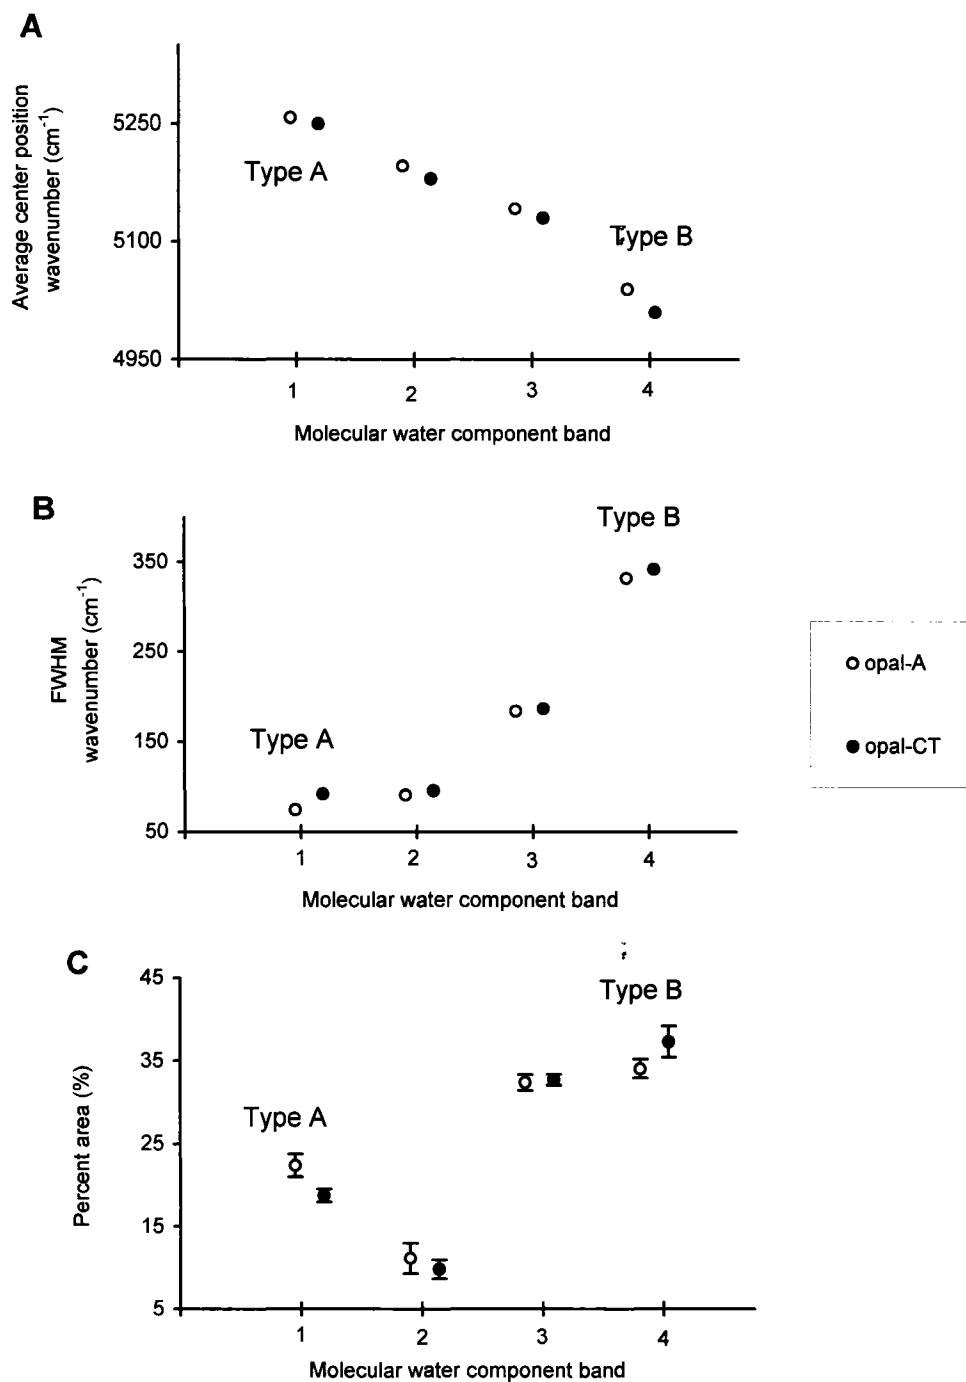 A
Average center position
wavenumber (cm⁻¹)
5250
5100
4950
Type A
Type B
1 2 3 4
Molecular water component band
B
FWHM
wavenumber (cm⁻¹)
350
250
150
50
Type A
Type B
1 2 3 4
Molecular water component band
opal-A
opal-CT
C
Percent area (%)
45
35
25
15
5
Type A
Type B
1 2 3 4
Molecular water component band